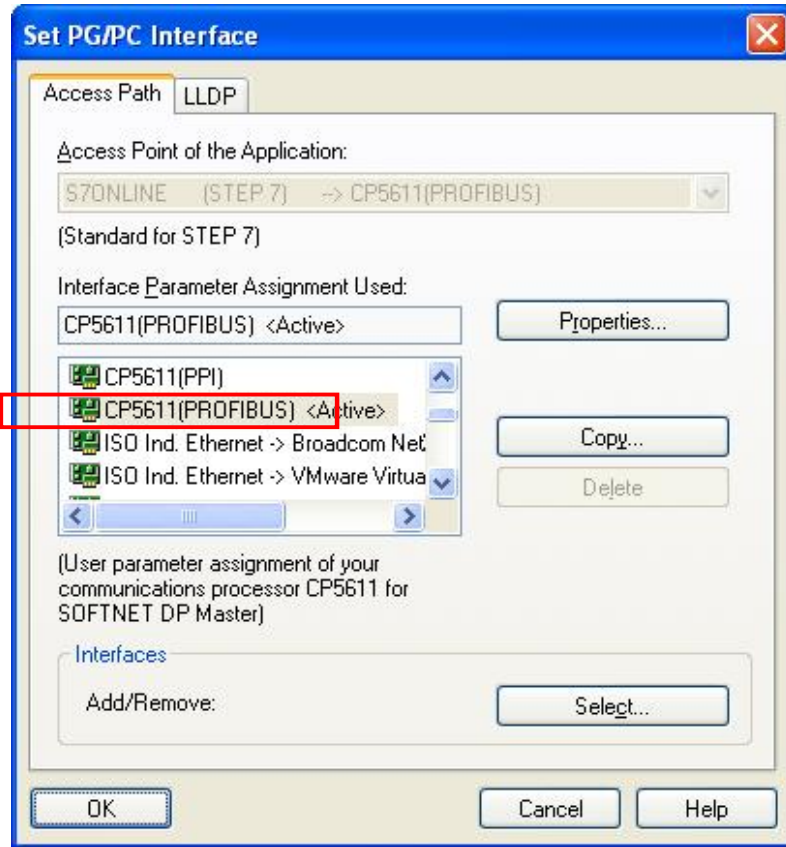 Set PG/PC Interface
Access Path LLDP
Access Point of the Application:
S7ONLINE (STEP 7) --> CP5611(PROFIBUS)
(Standard for STEP 7)
Interface Parameter Assignment Used:
CP5611(PROFIBUS) <Active>
Properties...
CP5611(PPI)
CP5611(PROFIBUS) <Active>
ISO Ind. Ethernet -> Broadcom Net
ISO Ind. Ethernet -> VMware Virtua
Copy...
Delete
(User parameter assignment of your
communications processor CP5611 for
SOFTNET DP Master)
Interfaces
Add/Remove:
Select...
OK
Cancel
Help